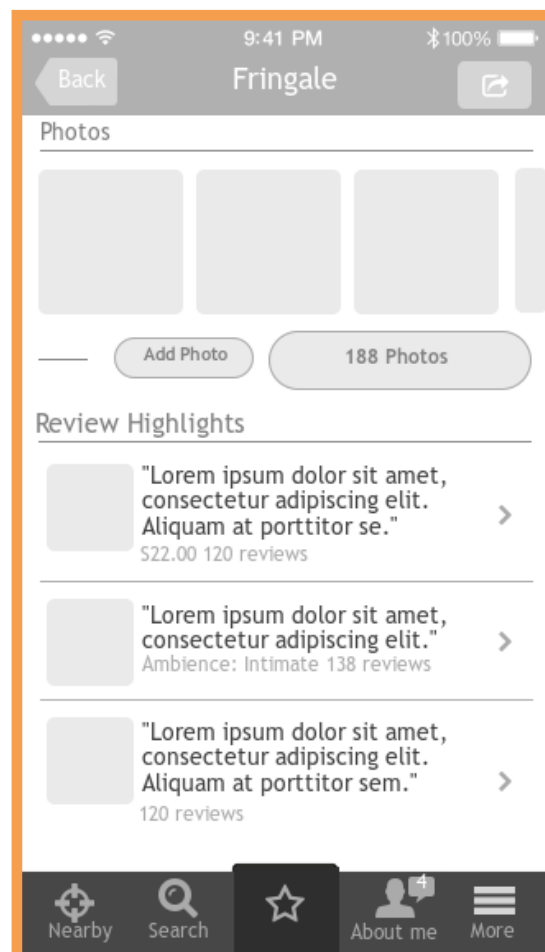 9:41 PM
100%
Back
Fringale
Photos
Add Photo
188 Photos
Review Highlights
"Lorem ipsum dolor sit amet,
consectetur adipiscing elit.
Aliquam at porttitor se."
S22.00 120 reviews
"Lorem ipsum dolor sit amet,
consectetur adipiscing elit."
Ambience: Intimate 138 reviews
"Lorem ipsum dolor sit amet,
consectetur adipiscing elit.
Aliquam at porttitor sem."
120 reviews
4
Nearby
Search
About me
More